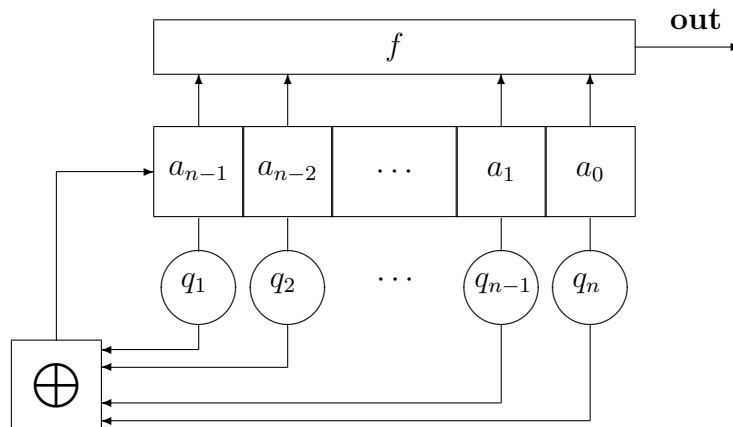 out
f
a_{n−1} a_{n−2} ⋯ a_1 a_0
q_1 q_2 ⋯ q_{n−1} q_n
⊕